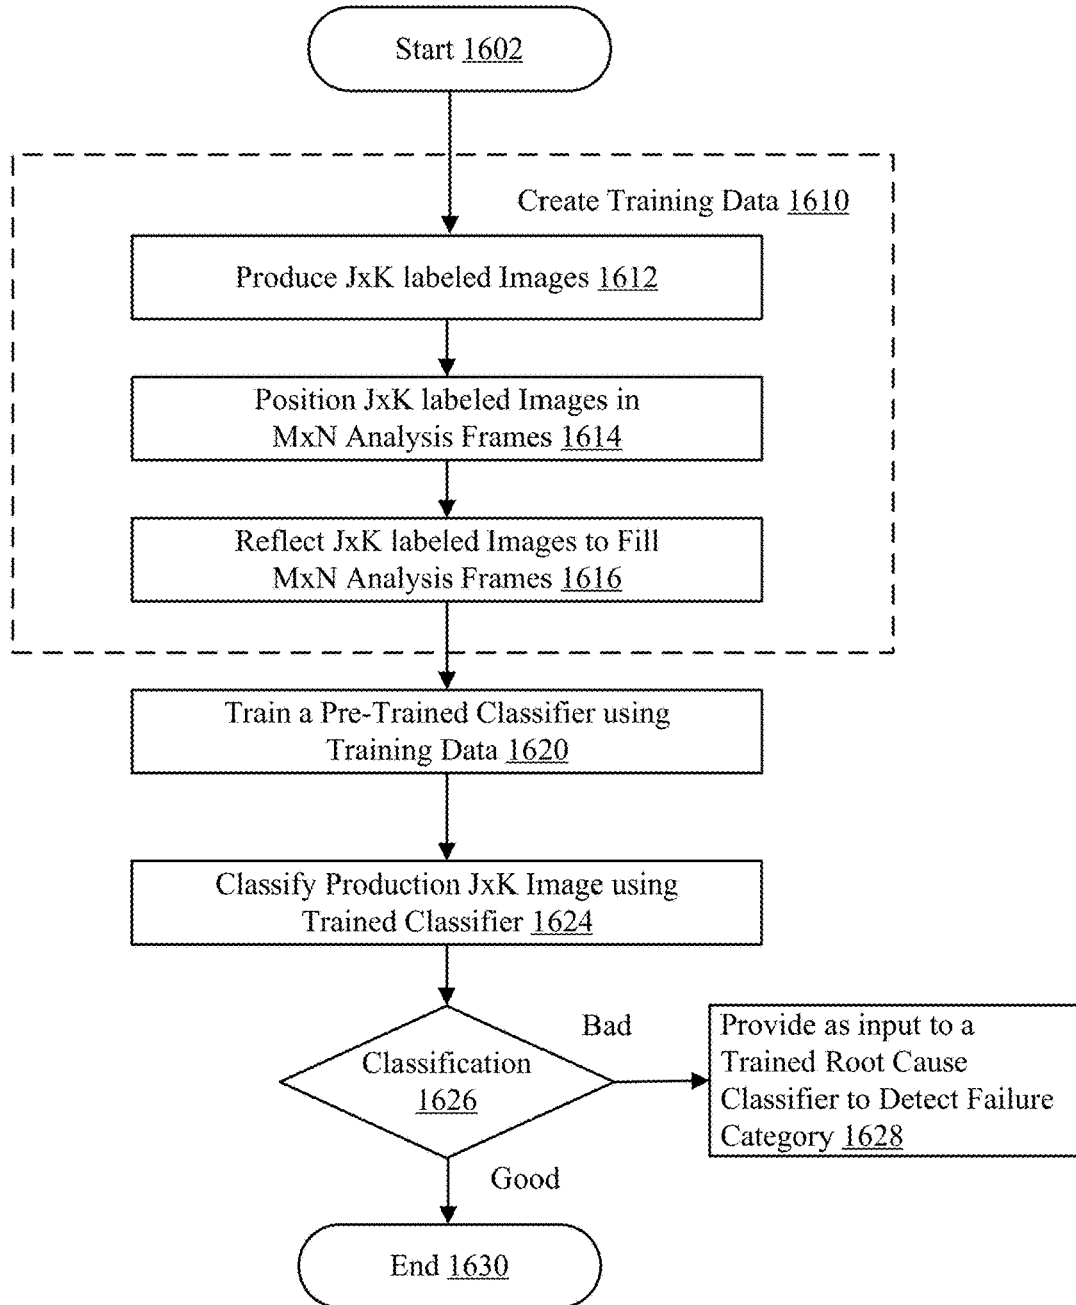 Start 1602
Create Training Data 1610
Produce JxK labeled Images 1612
Position JxK labeled Images in
MxN Analysis Frames 1614
Reflect JxK labeled Images to Fill
MxN Analysis Frames 1616
Train a Pre-Trained Classifier using
Training Data 1620
Classify Production JxK Image using
Trained Classifier 1624
Classification
1626
Bad
Provide as input to a
Trained Root Cause
Classifier to Detect Failure
Category 1628
Good
End 1630